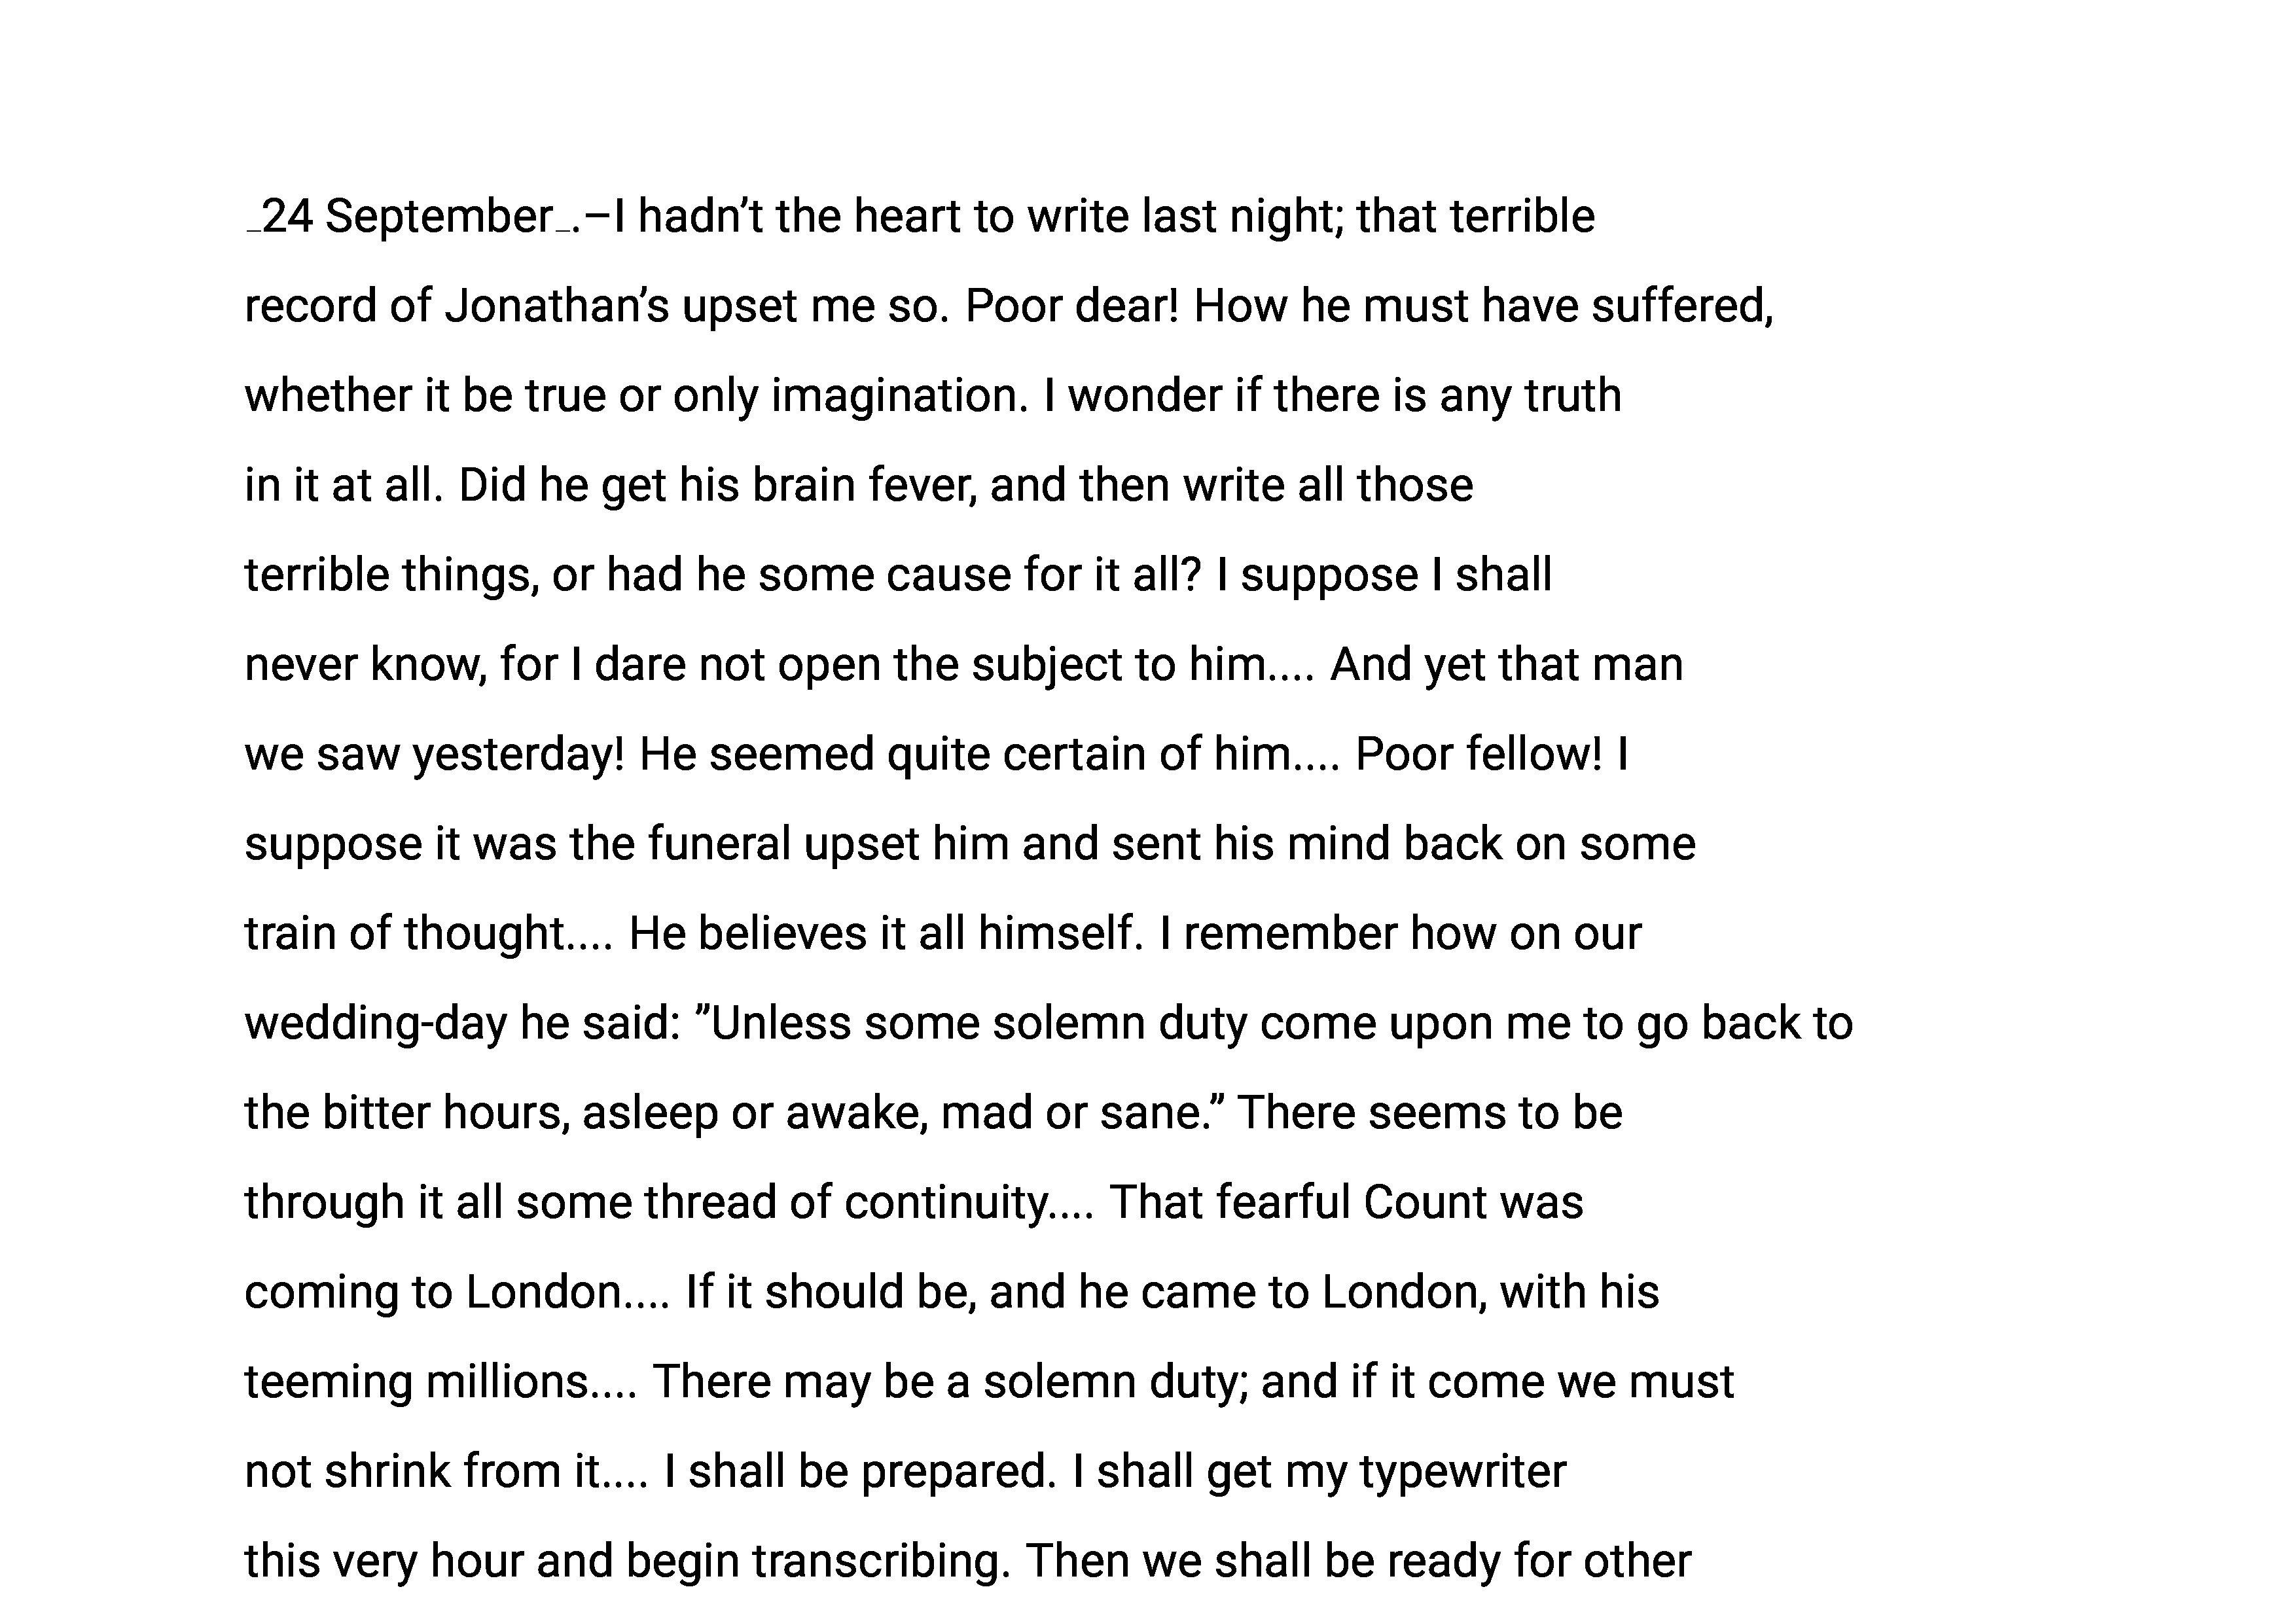 _24 September_.–I hadn’t the heart to write last night; that terrible
record of Jonathan’s upset me so. Poor dear! How he must have suffered,
whether it be true or only imagination. I wonder if there is any truth
in it at all. Did he get his brain fever, and then write all those
terrible things, or had he some cause for it all? I suppose I shall
never know, for I dare not open the subject to him.... And yet that man
we saw yesterday! He seemed quite certain of him.... Poor fellow! I
suppose it was the funeral upset him and sent his mind back on some
train of thought.... He believes it all himself. I remember how on our
wedding-day he said: ”Unless some solemn duty come upon me to go back to
the bitter hours, asleep or awake, mad or sane.” There seems to be
through it all some thread of continuity.... That fearful Count was
coming to London.... If it should be, and he came to London, with his
teeming millions.... There may be a solemn duty; and if it come we must
not shrink from it.... I shall be prepared. I shall get my typewriter
this very hour and begin transcribing. Then we shall be ready for other